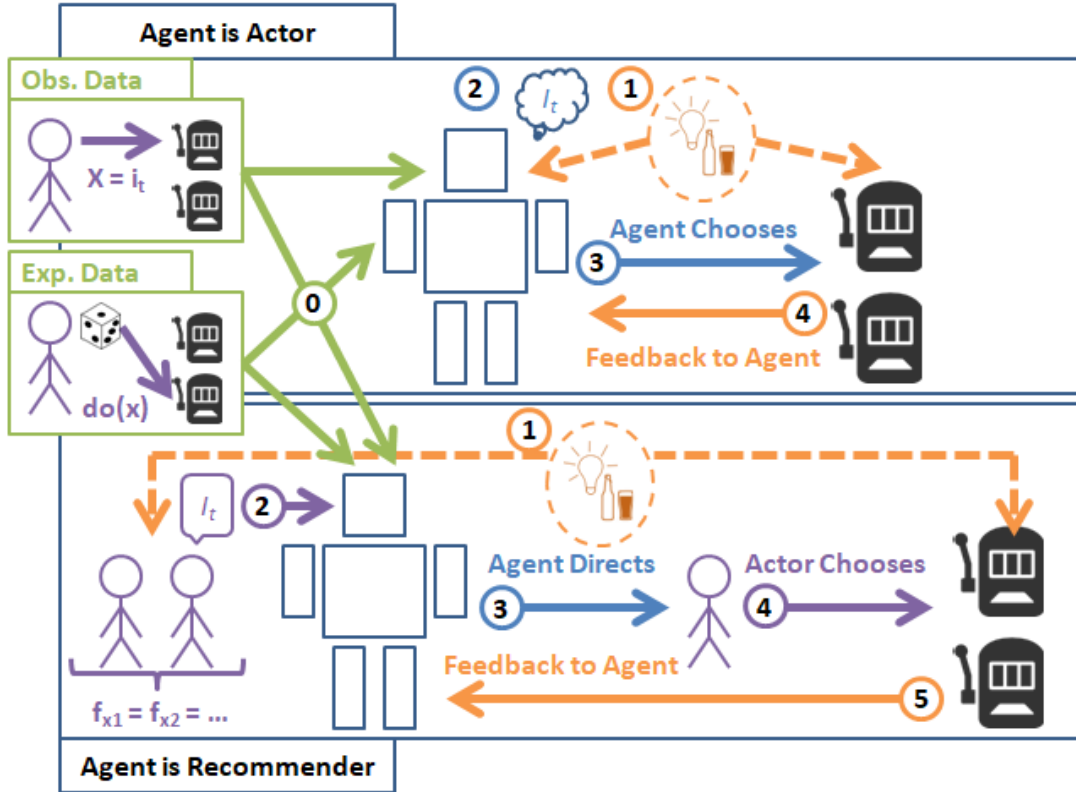 Agent is Actor
Obs. Data
X = i_t
Exp. Data
do(x)
0
2
I_t
1
Agent Chooses
3
4
Feedback to Agent
1
I_t
2
f_x1 = f_x2 = ...
Agent Directs
3
Actor Chooses
4
Feedback to Agent
5
Agent is Recommender